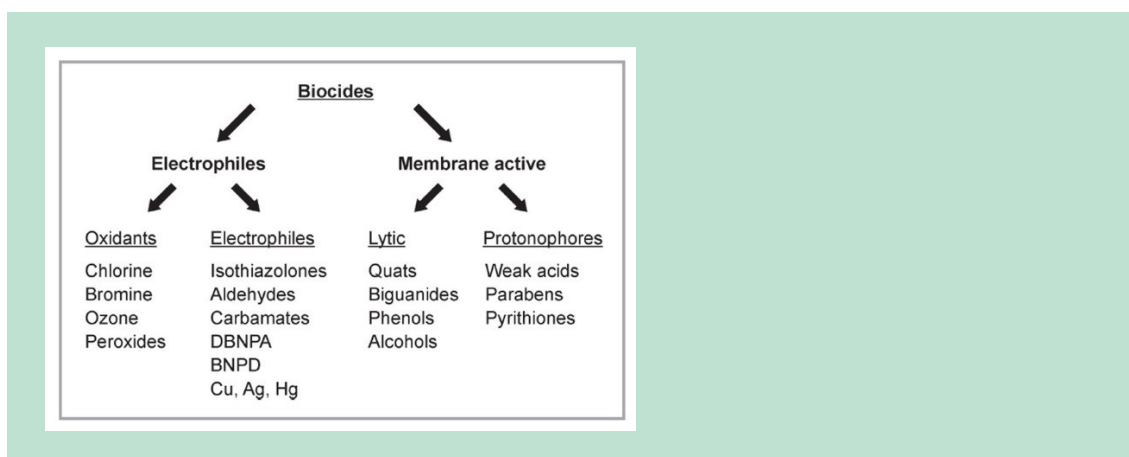 Biocides
Electrophiles
Membrane active
Oxidants
Chlorine
Bromine
Ozone
Peroxides
Electrophiles
Isothiazolones
Aldehydes
Carbamates
DBNPA
BNPD
Cu, Ag, Hg
Lytic
Quats
Biguanides
Phenols
Alcohols
Protonophores
Weak acids
Parabens
Pyrithiones